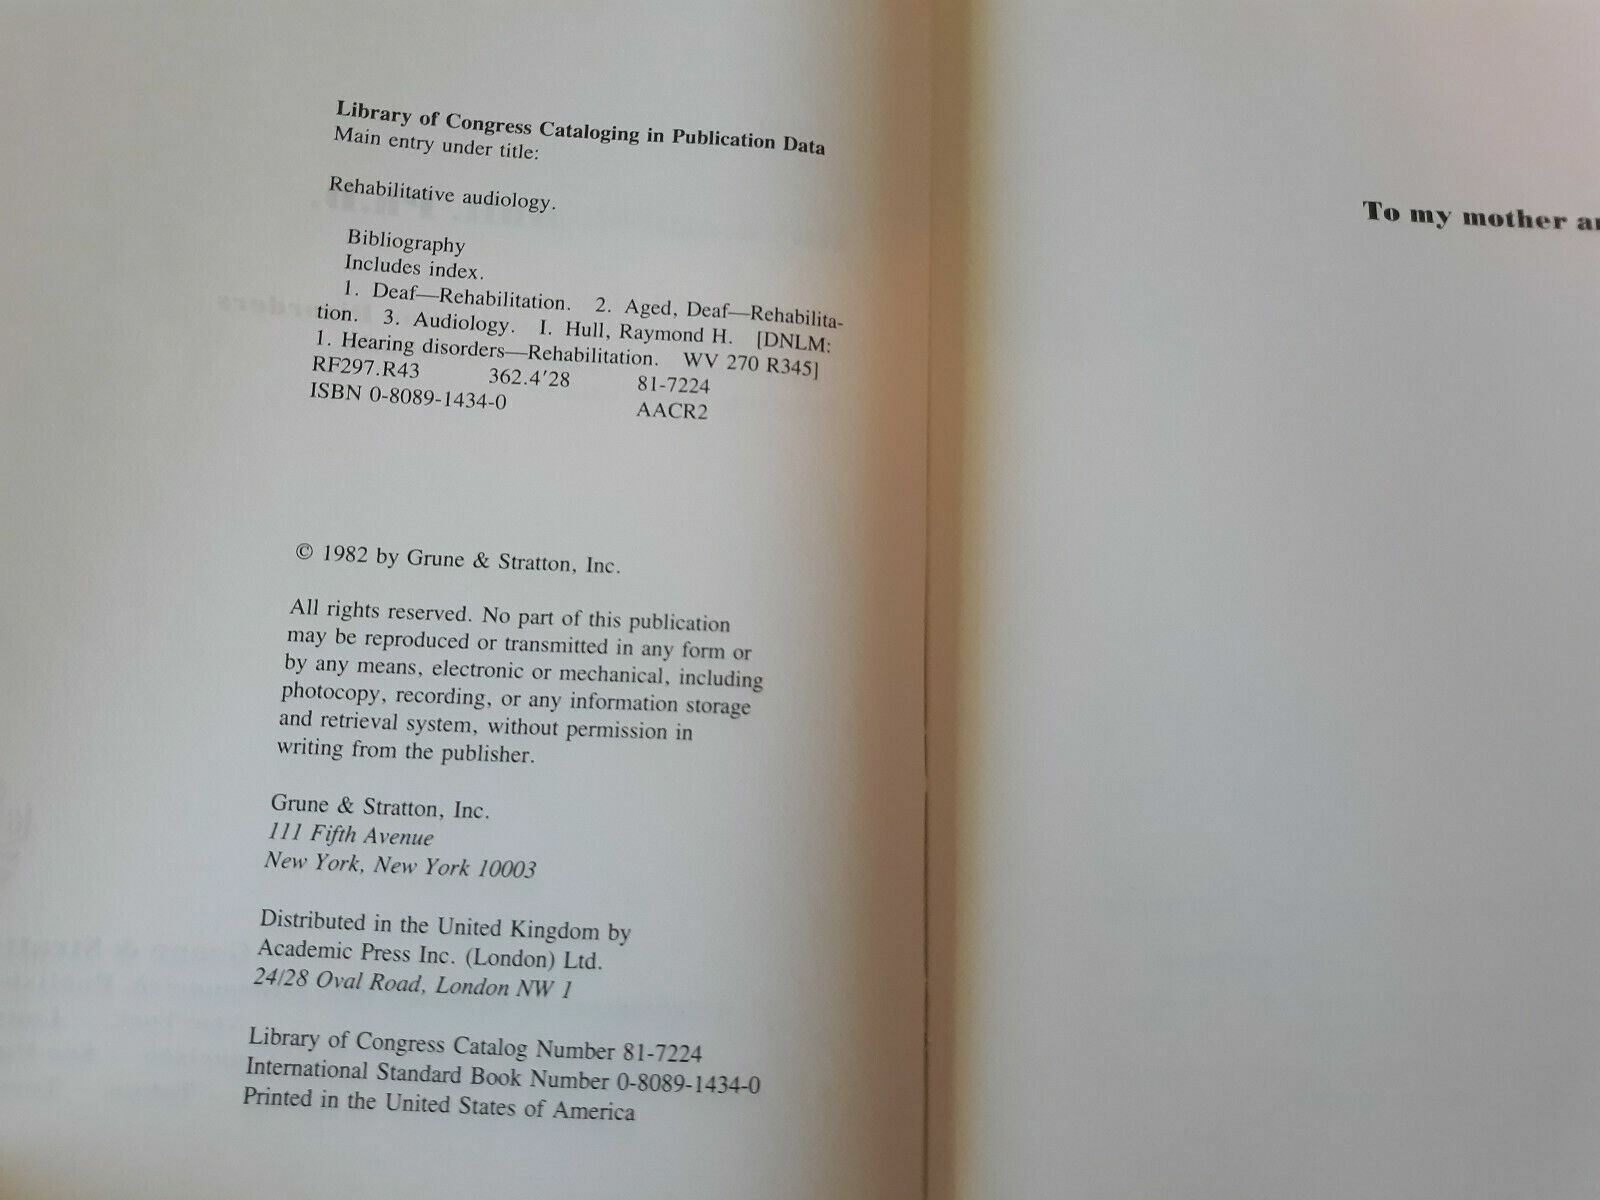 Library of Congress Cataloging in Publication Data
Main entry under title:
Rehabilitative audiology.
Bibliography
Includes index.
1. Deaf—Rehabilitation. 2. Aged, Deaf—Rehabilita-
tion. 3. Audiology. I. Hull, Raymond H. [DNLM:
1. Hearing disorders—Rehabilitation. WV 270 R345]
RF297.R43 362.4'28 81-7224
ISBN 0-8089-1434-0 AACR2
© 1982 by Grune & Stratton, Inc.
All rights reserved. No part of this publication
may be reproduced or transmitted in any form or
by any means, electronic or mechanical, including
photocopy, recording, or any information storage
and retrieval system, without permission in
writing from the publisher.
Grune & Stratton, Inc.
111 Fifth Avenue
New York, New York 10003
Distributed in the United Kingdom by
Academic Press Inc. (London) Ltd.
24/28 Oval Road, London NW 1
Library of Congress Catalog Number 81-7224
International Standard Book Number 0-8089-1434-0
Printed in the United States of America
To my mother